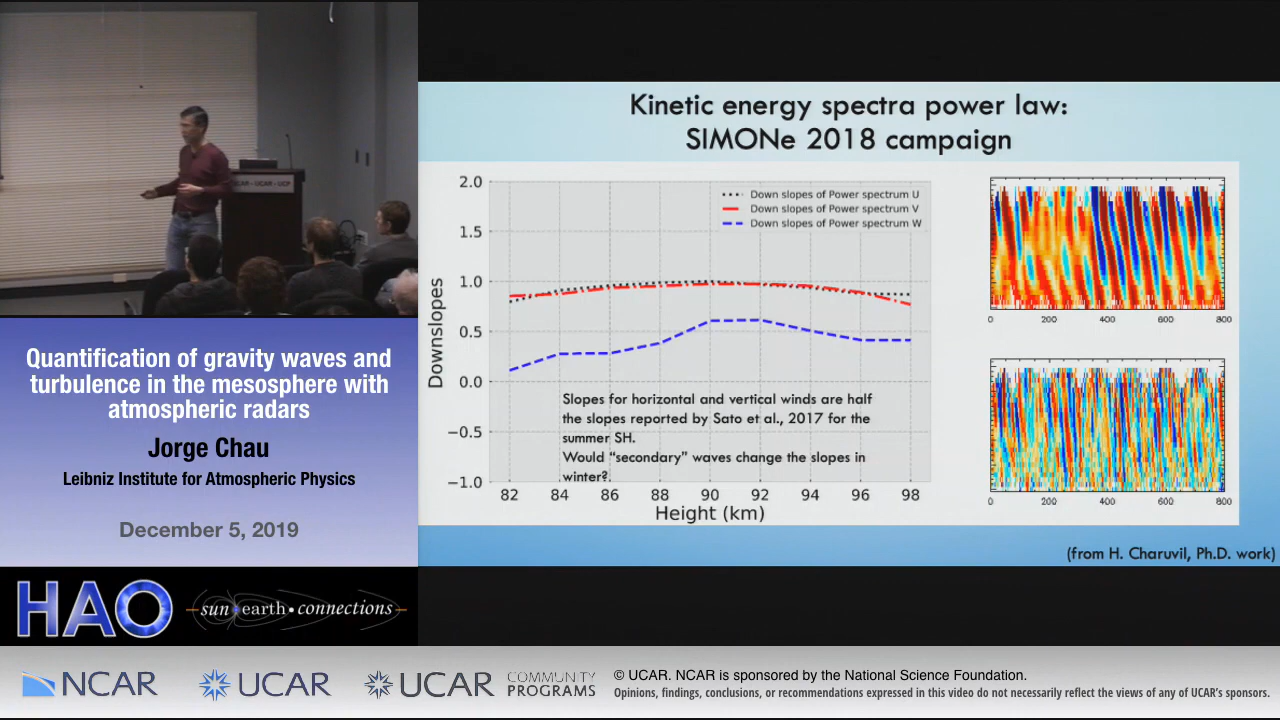 UCAR - UCAR - UCP
Quantification of gravity waves and
turbulence in the mesosphere with
atmospheric radars
Jorge Chau
Leibniz Institute for Atmospheric Physics
December 5, 2019
HAO
sun earth • connections
Kinetic energy spectra power law:
SIMONe 2018 campaign
Down slopes of Power spectrum U
Down slopes of Power spectrum V
Down slopes of Power spectrum W
Downslopes
2.0
1.5
1.0
0.5
0.0
−0.5
−1.0
Slopes for horizontal and vertical winds are half
the slopes reported by Sato et al., 2017 for the
summer SH.
Would “secondary” waves change the slopes in
winter?.
82 84 86 88 90 92 94 96 98
Height (km)
0 200 400 600 800
0 200 400 600 800
(from H. Charuvil, Ph.D. work)
NCAR
UCAR
UCAR
COMMUNITY
PROGRAMS
© UCAR. NCAR is sponsored by the National Science Foundation.
Opinions, findings, conclusions, or recommendations expressed in this video do not necessarily reflect the views of any of UCAR's sponsors.